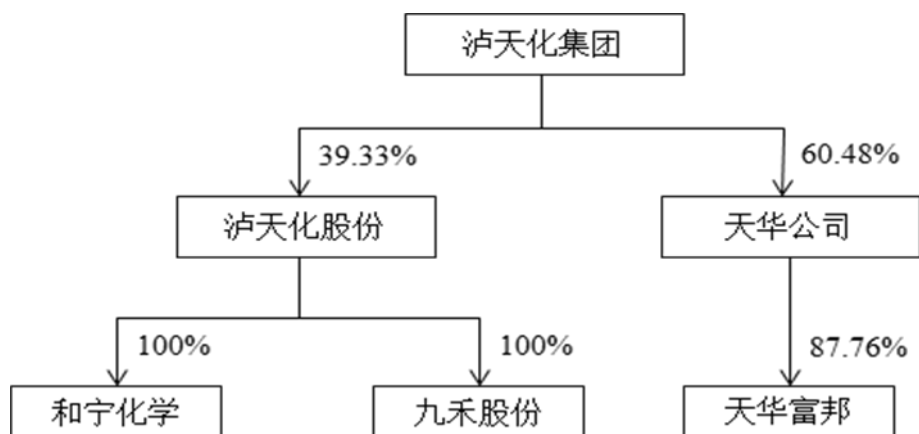 泸天化集团
39.33%
60.48%
泸天化股份
天华公司
100%
100%
87.76%
和宁化学
九禾股份
天华富邦